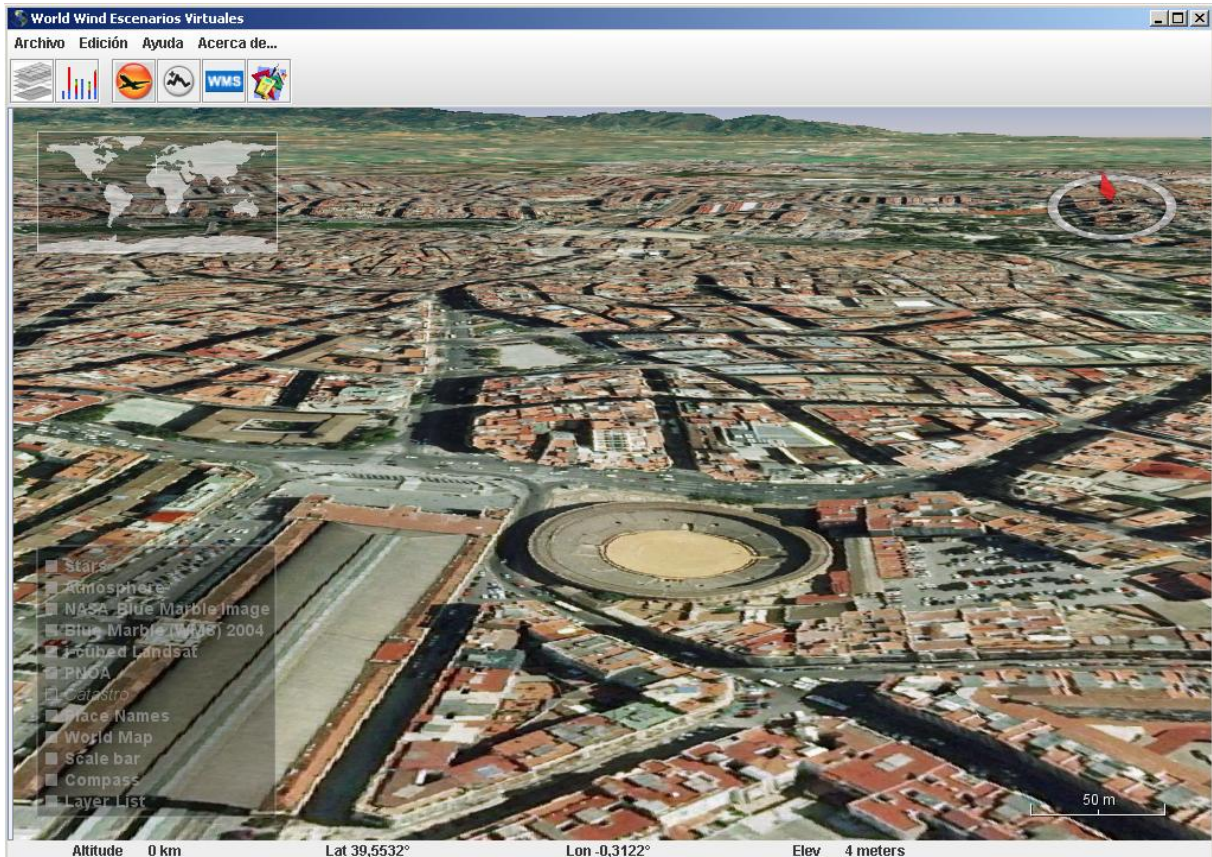 World Wind Escenarios Virtuales
Archivo Edición Ayuda Acerca de...
WMS
Stars
Atmosphere
NASA Blue Marble Image
Blue Marble (WMS) 2004
i-cubed Landsat
PNOA
Catastro
Place Names
World Map
Scale bar
Compass
Layer List
50 m
Altitude 0 km Lat 39,5532° Lon -0,3122° Elev 4 meters